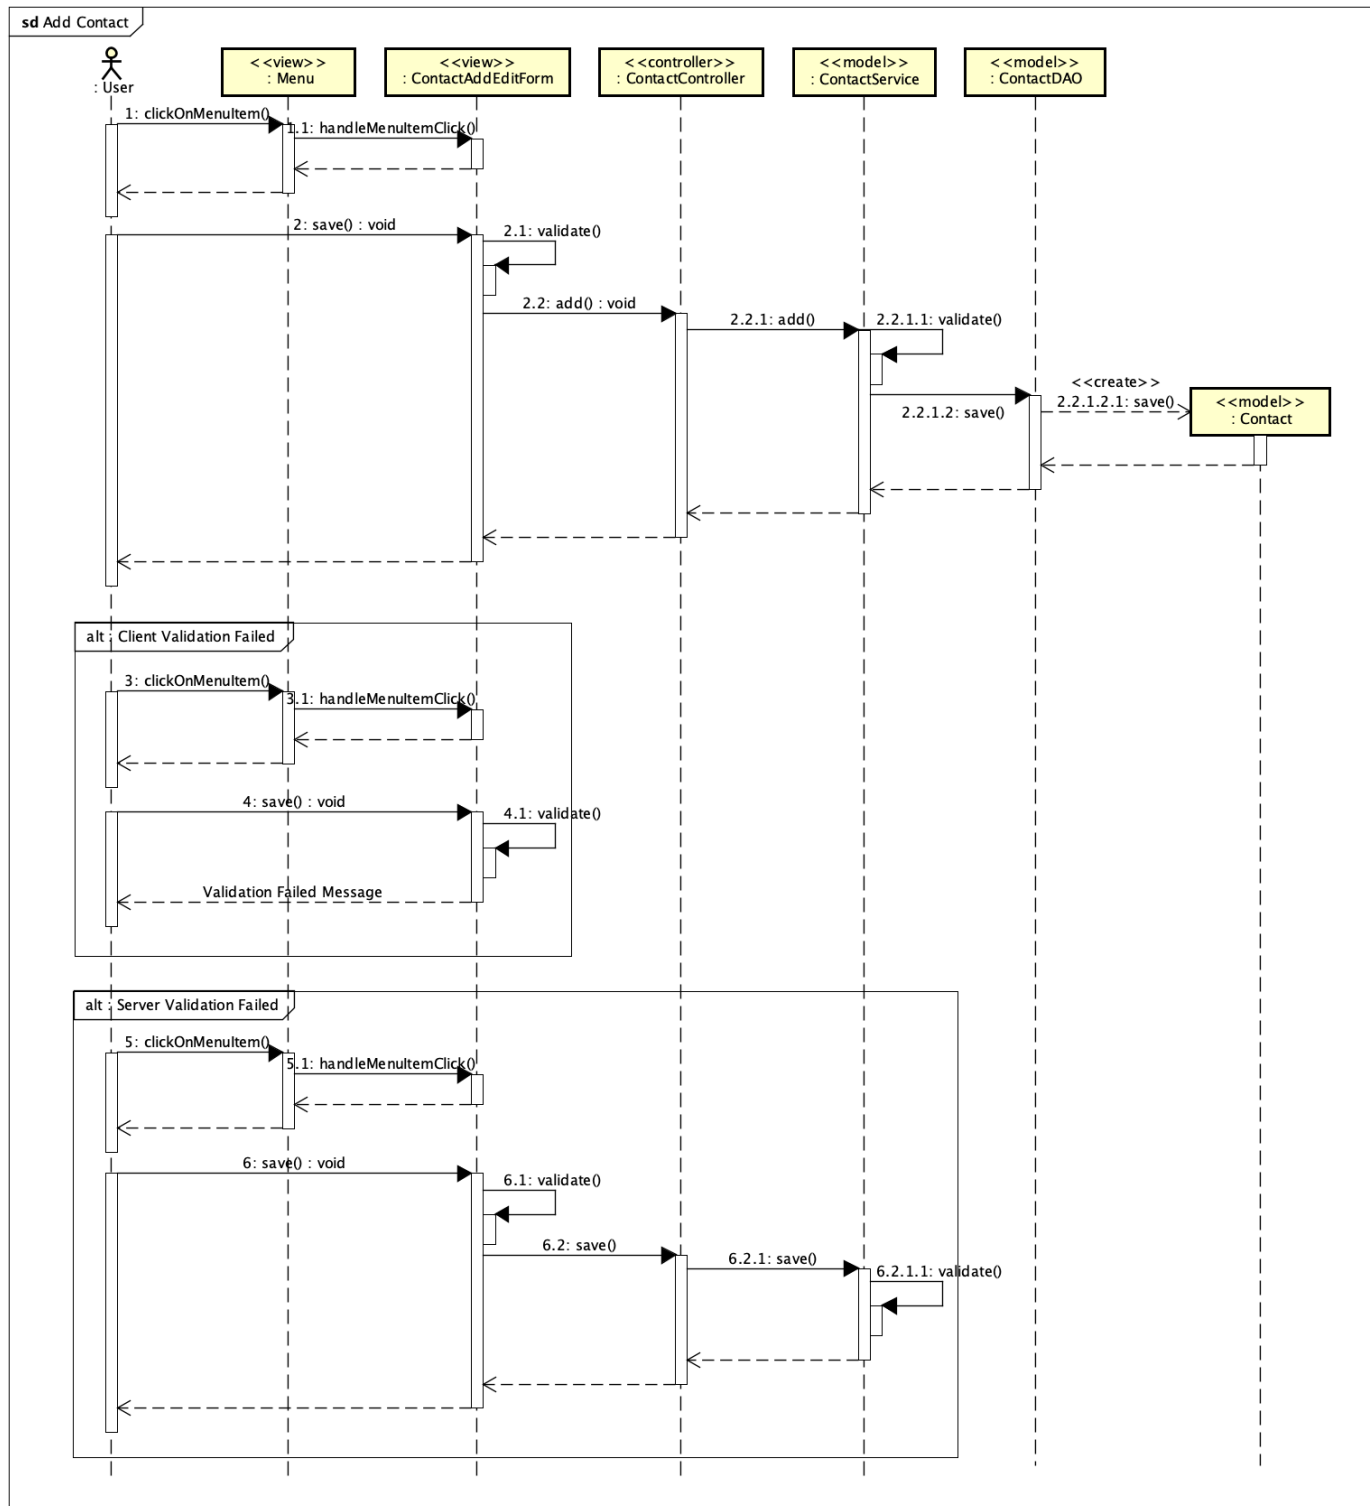 sd Add Contact
: User
<<view>>
: Menu
<<view>>
: ContactAddEditForm
<<controller>>
: ContactController
<<model>>
: ContactService
<<model>>
: ContactDAO
1: clickOnMenuItem()
1.1: handleMenuItemClick()
2: save() : void
2.1: validate()
2.2: add() : void
2.2.1: add()
2.2.1.1: validate()
2.2.1.2: save()
<<create>>
2.2.1.2.1: save()
<<model>>
: Contact
alt : Client Validation Failed
3: clickOnMenuItem()
3.1: handleMenuItemClick()
4: save() : void
4.1: validate()
Validation Failed Message
alt : Server Validation Failed
5: clickOnMenuItem()
5.1: handleMenuItemClick()
6: save() : void
6.1: validate()
6.2: save()
6.2.1: save()
6.2.1.1: validate()